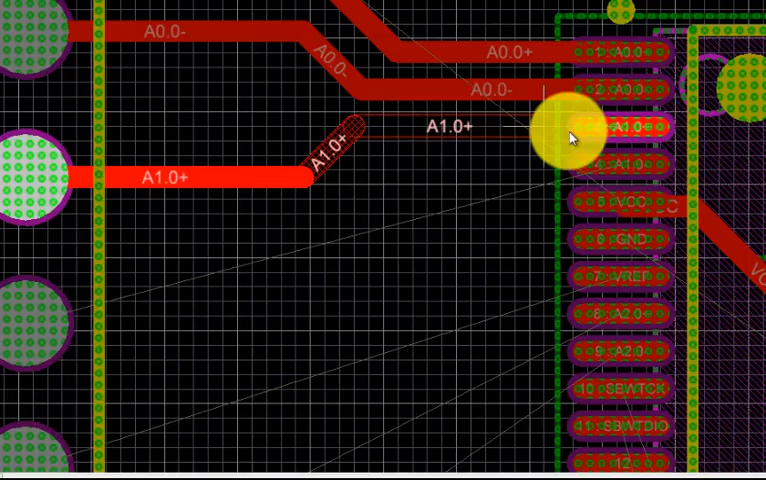 A0.0-
A0.0-
A0.0+
A0.0-
A1.0+
A1.0+
A1.0+
1 A0.0+
2 A0.0-
A1.0+
4 A1.0-
5 VCC
6 GND
7 VREF
8 A2.0+
9 A2.0-
10 SBWTCK
11 SBWTDIO
12